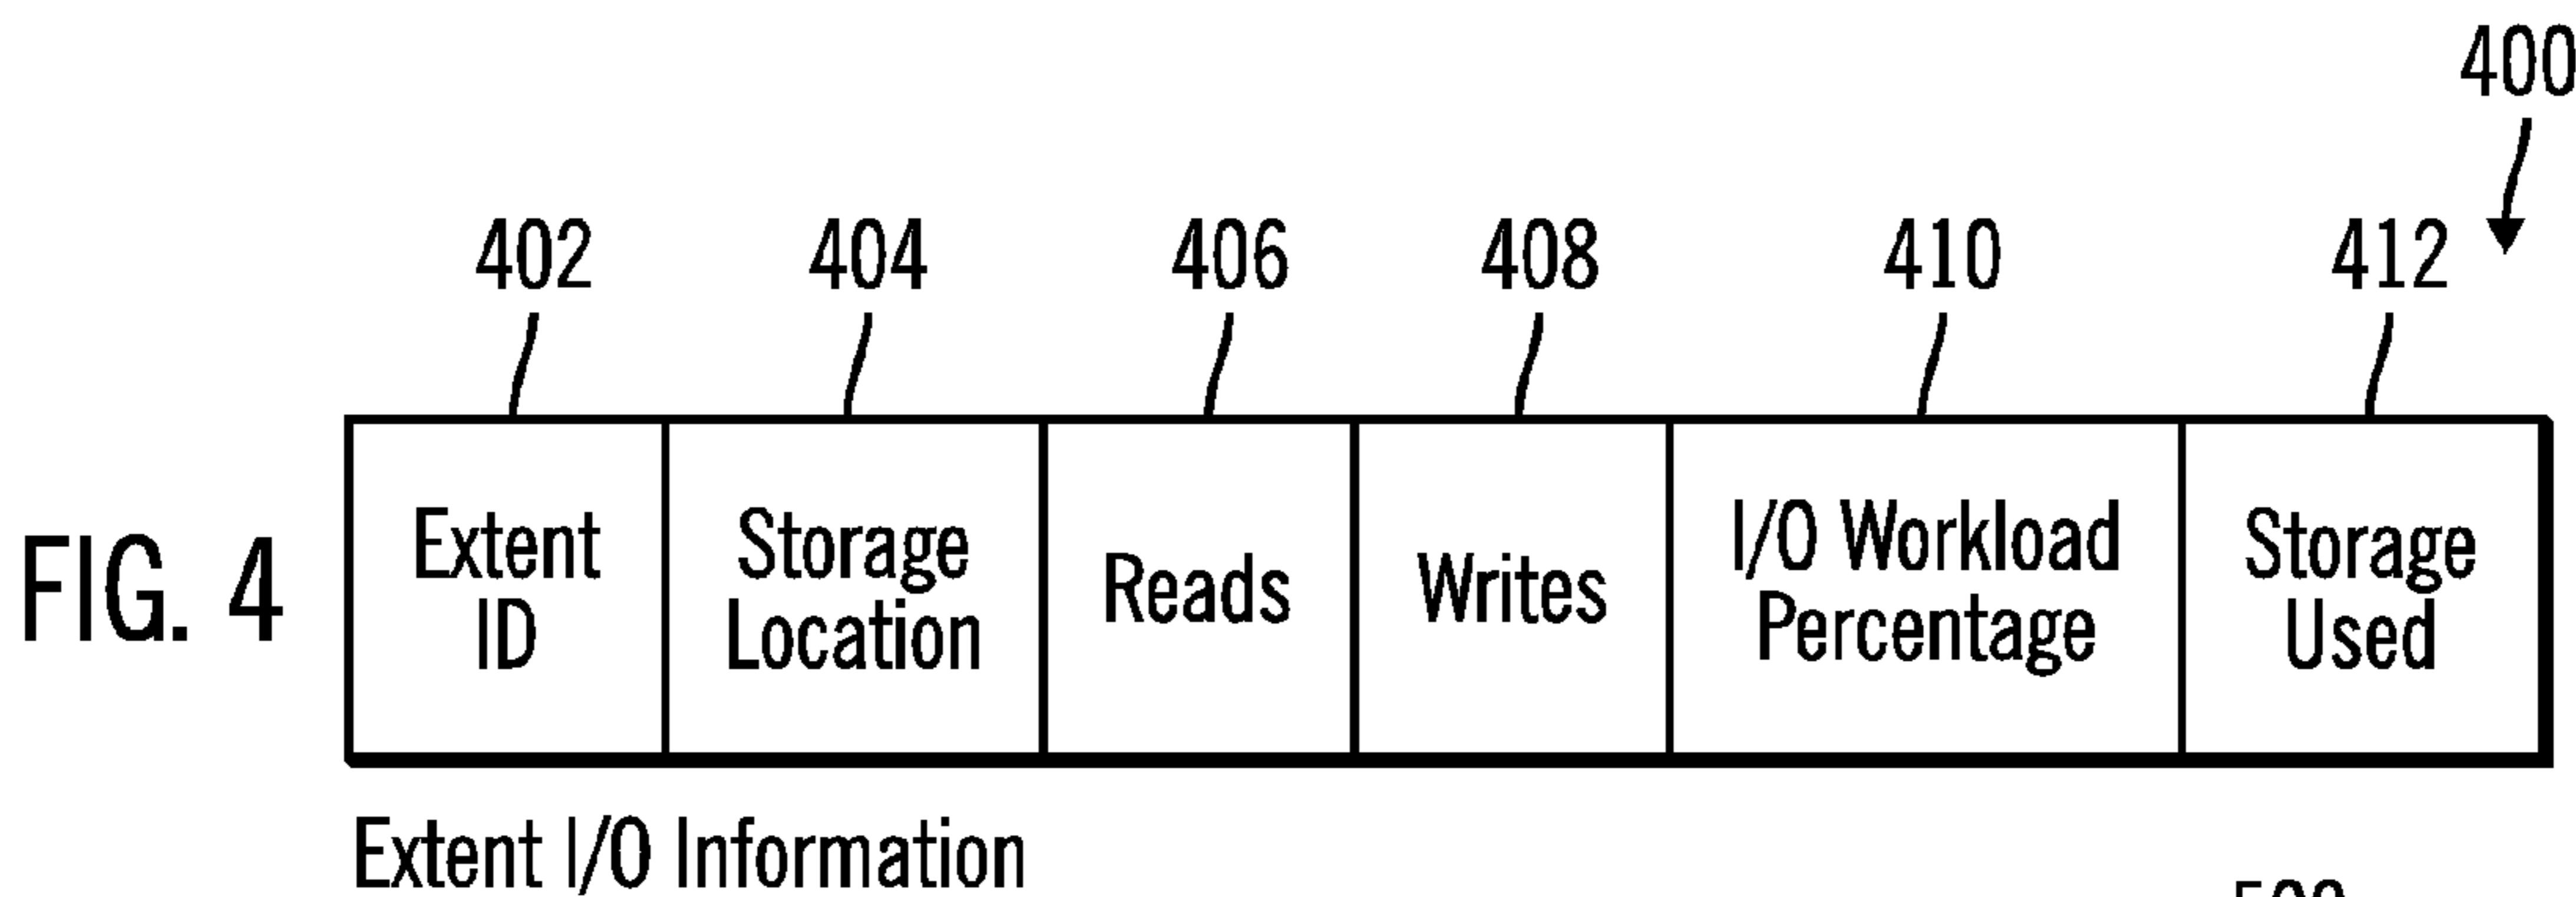 400
402 404 406 408 410 412
FIG. 4
Extent
ID
Storage
Location
Reads
Writes
I/O Workload
Percentage
Storage
Used
Extent I/O Information